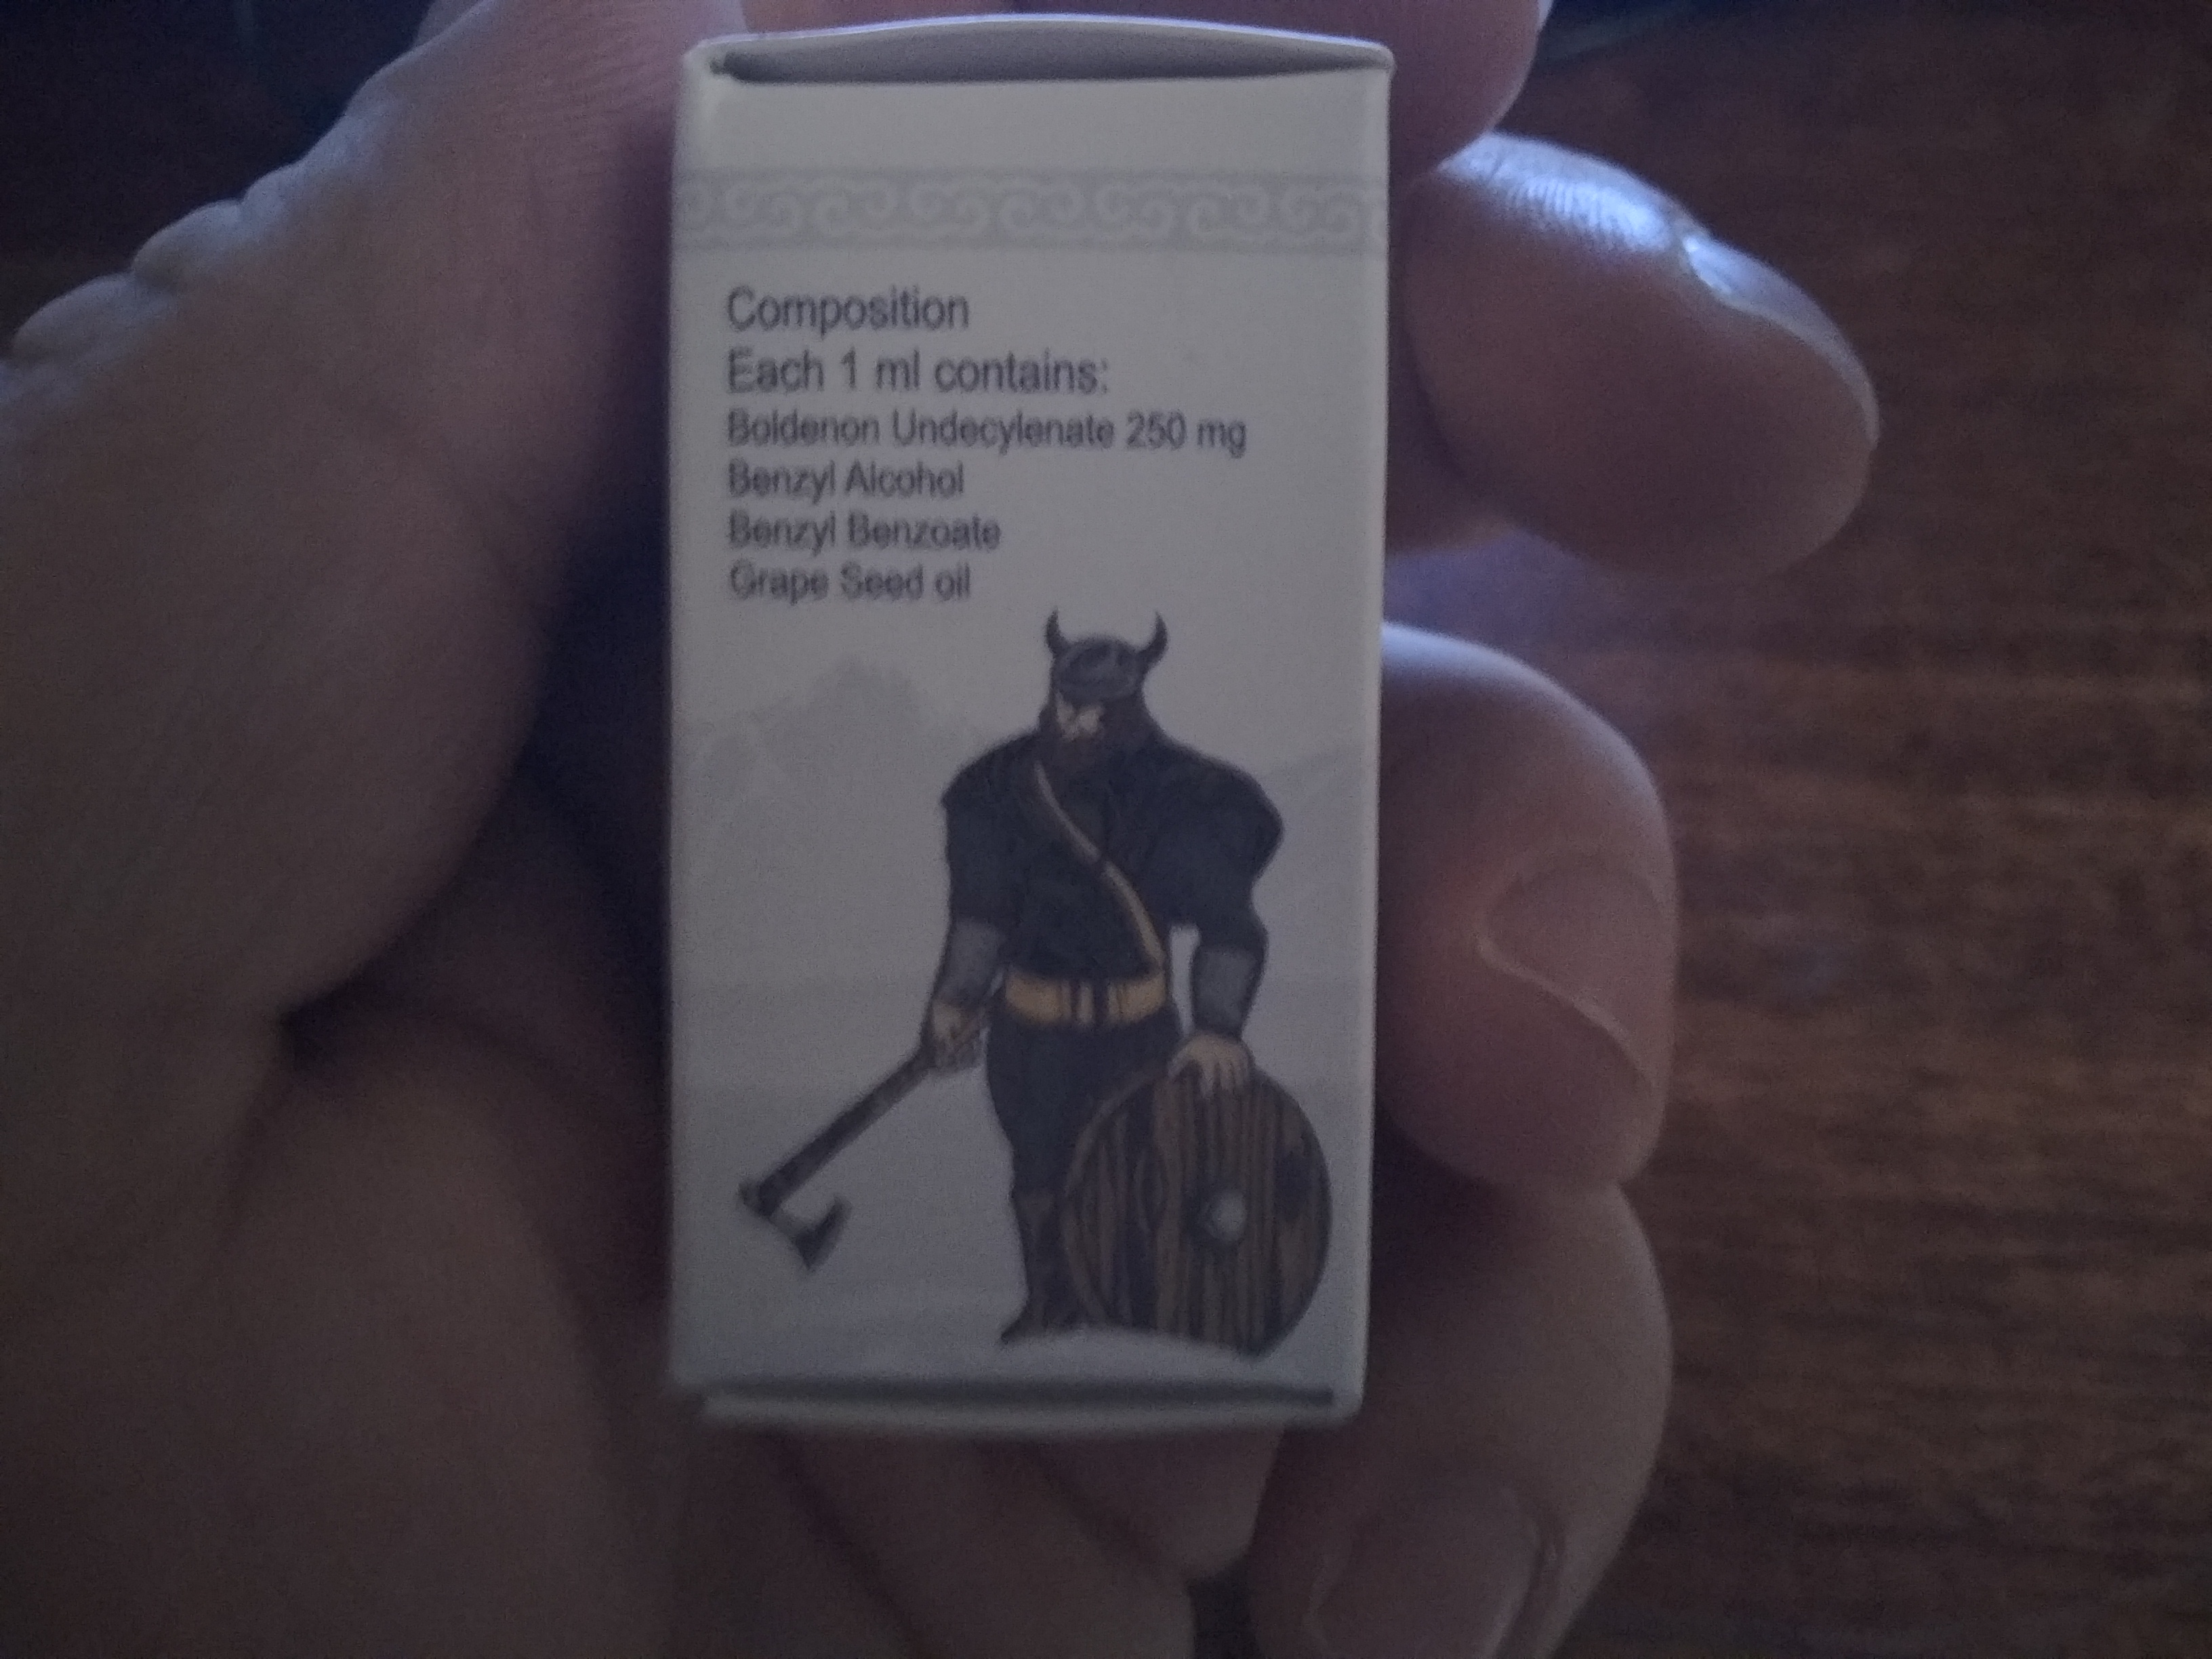 Composition
Each 1 ml contains:
Boldenon Undecylenate 250 mg
Benzyl Alcohol
Benzyl Benzoate
Grape Seed oil